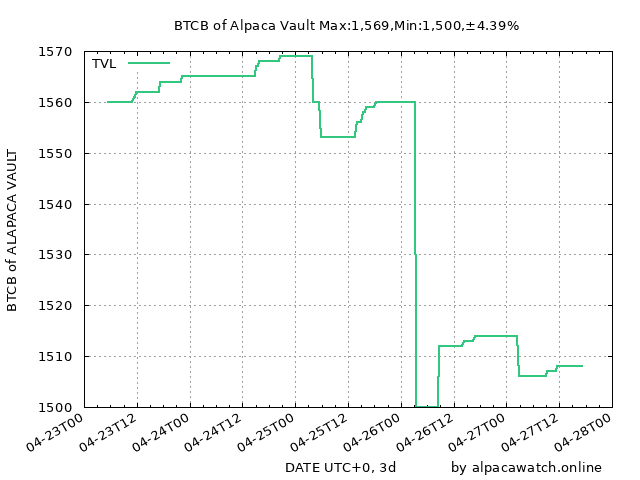 BTCB of Alpaca Vault Max:1,569,Min:1,500,±4.39%
TVL
1570
1560
1550
1540
1530
1520
1510
1500
BTCB of ALAPACA VAULT
04-23T00
04-23T12
04-24T00
04-24T12
04-25T00
04-25T12
04-26T00
04-26T12
04-27T00
04-27T12
04-28T00
DATE UTC+0, 3d
by alpacawatch.online